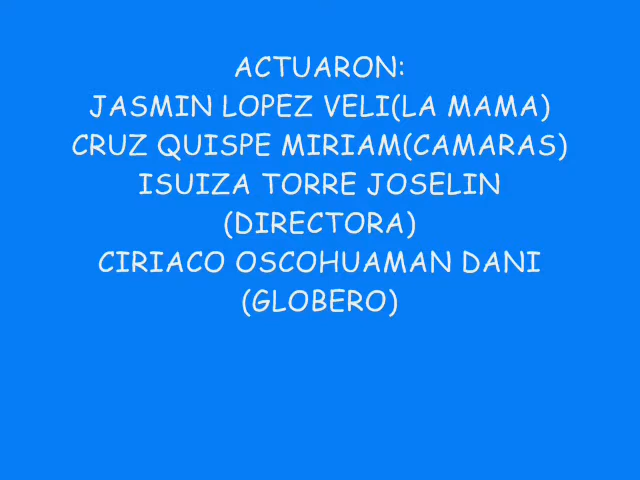 ACTUARON:
JASMIN LOPEZ VELI(LA MAMA)
CRUZ QUISPE MIRIAM(CAMARAS)
ISUIZA TORRE JOSELIN
(DIRECTORA)
CIRIACO OSCOHUAMAN DANI
(GLOBERO)